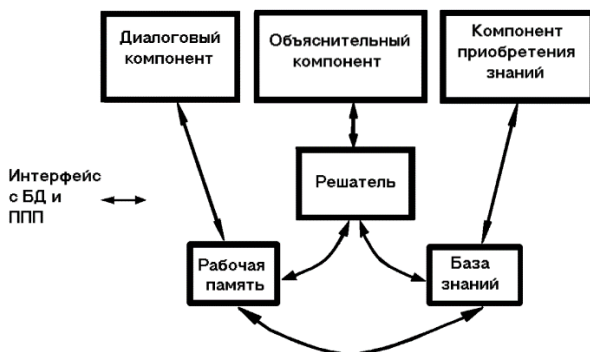 Диалоговый
компонент
Объяснительный
компонент
Компонент
приобретения
знаний
Решатель
Интерфейс
с БД и
ППП
Рабочая
память
База
знаний